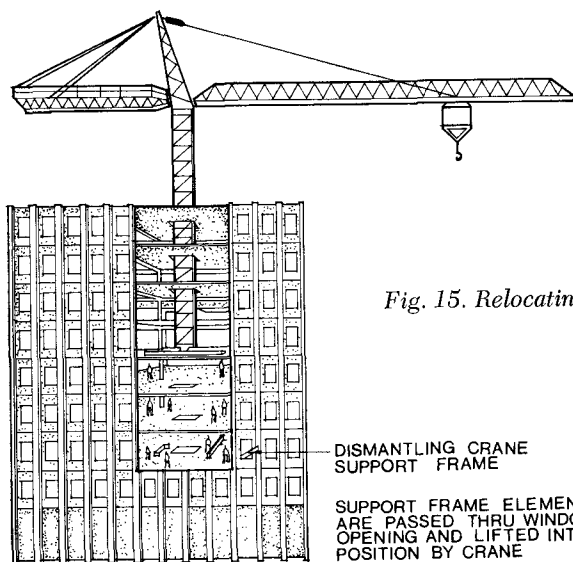 Fig. 15. Relocatin
DISMANTLING CRANE
SUPPORT FRAME
SUPPORT FRAME ELEMEN
ARE PASSED THRU WINDO
OPENING AND LIFTED INT
POSITION BY CRANE